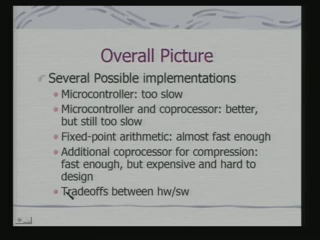 Overall Picture
Several Possible implementations
Microcontroller: too slow
Microcontroller and coprocessor: better,
but still too slow
Fixed-point arithmetic: almost fast enough
Additional coprocessor for compression:
fast enough, but expensive and hard to
design
Tradeoffs between hw/sw